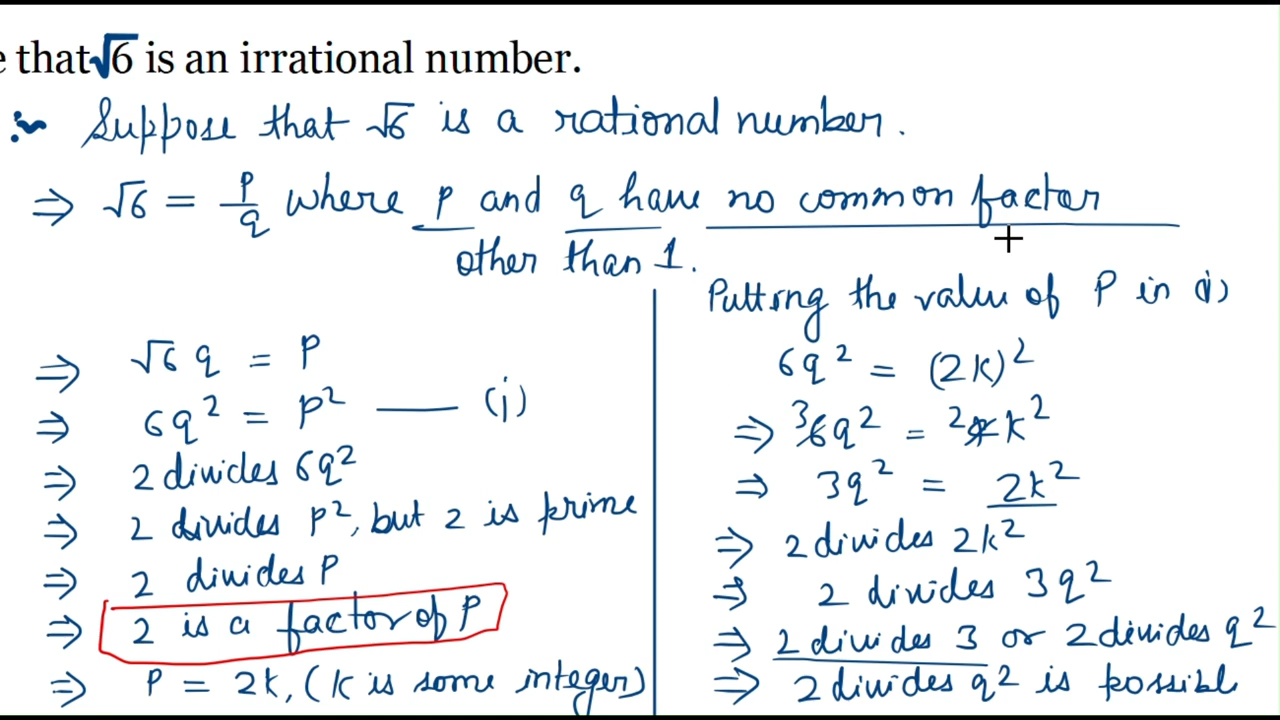 e that √6 is an irrational number.
:~ Suppose that √6 is a rational number.
⇒ √6 = p/q where p and q have no common factor
other than 1.
⇒ √6 q = p
⇒ 6q² = p² —— (i)
⇒ 2 divides 6q²
⇒ 2 divides p², but 2 is prime
⇒ 2 divides p
⇒ 2 is a factor of p
⇒ p = 2k, (k is some integer)
Putting the value of p in (i)
6q² = (2k)²
⇒ ³6q² = ²4k²
⇒ 3q² = 2k²
⇒ 2 divides 2k²
⇒ 2 divides 3q²
⇒ 2 divides 3 or 2 divides q²
⇒ 2 divides q² is possible